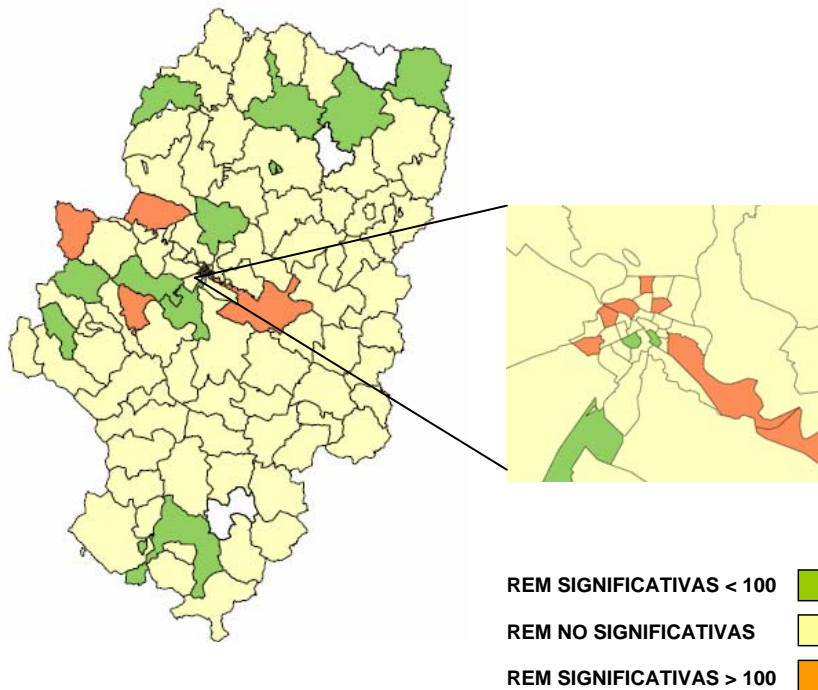 REM SIGNIFICATIVAS < 100
REM NO SIGNIFICATIVAS
REM SIGNIFICATIVAS > 100